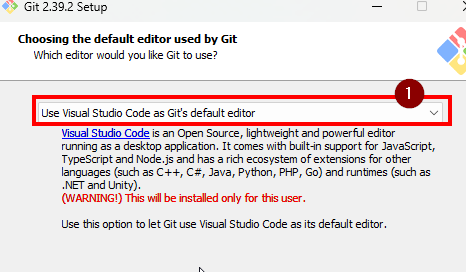 Git 2.39.2 Setup
Choosing the default editor used by Git
Which editor would you like Git to use?
1
Use Visual Studio Code as Git's default editor
Visual Studio Code is an Open Source, lightweight and powerful editor
running as a desktop application. It comes with built-in support for JavaScript,
TypeScript and Node.js and has a rich ecosystem of extensions for other
languages (such as C++, C#, Java, Python, PHP, Go) and runtimes (such as
.NET and Unity).
(WARNING!) This will be installed only for this user.
Use this option to let Git use Visual Studio Code as its default editor.